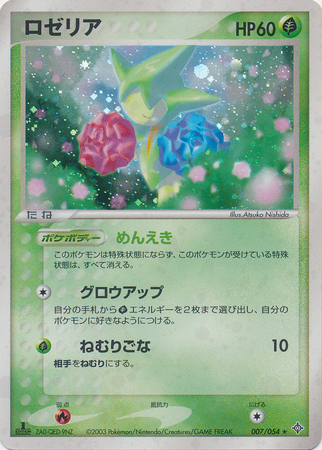 ロゼリア
HP60
たね
Illus.Atsuko Nishida
ポケボディー めんえき
このポケモンは特殊状態にならず、このポケモンが受けている特殊状態は、すべて消える。
グロウアップ
自分の手札からエネルギーを2枚まで選び出し、自分のポケモンに好きなようにつける。
ねむりごな 10
相手をねむりにする。
弱点 抵抗力 にげる
1 EDITION
ZA0-QED-9NZ
©2003 Pokémon/Nintendo/Creatures/GAME FREAK
007/054 ★